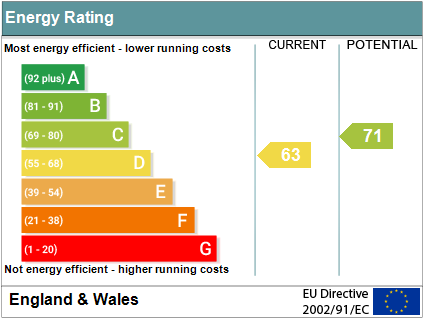 Energy Rating
Most energy efficient - lower running costs
CURRENT
POTENTIAL
(92 plus) A
(81 - 91) B
(69 - 80) C
(55 - 68) D
(39 - 54) E
(21 - 38) F
(1 - 20) G
63
71
Not energy efficient - higher running costs
England & Wales
EU Directive
2002/91/EC